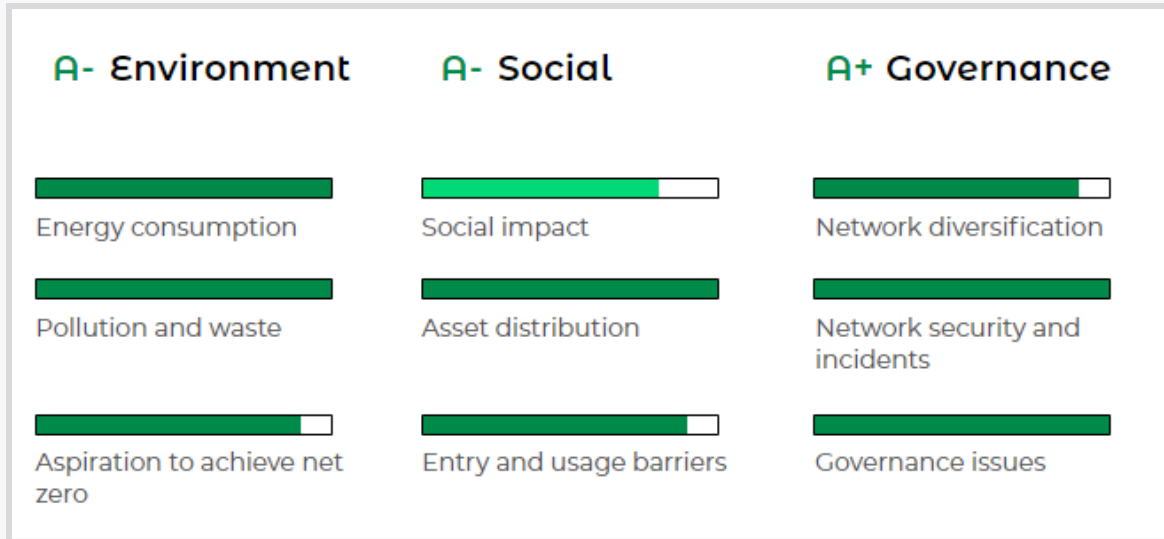 A- Environment
Energy consumption
Pollution and waste
Aspiration to achieve net
zero
A- Social
Social impact
Asset distribution
Entry and usage barriers
A+ Governance
Network diversification
Network security and
incidents
Governance issues